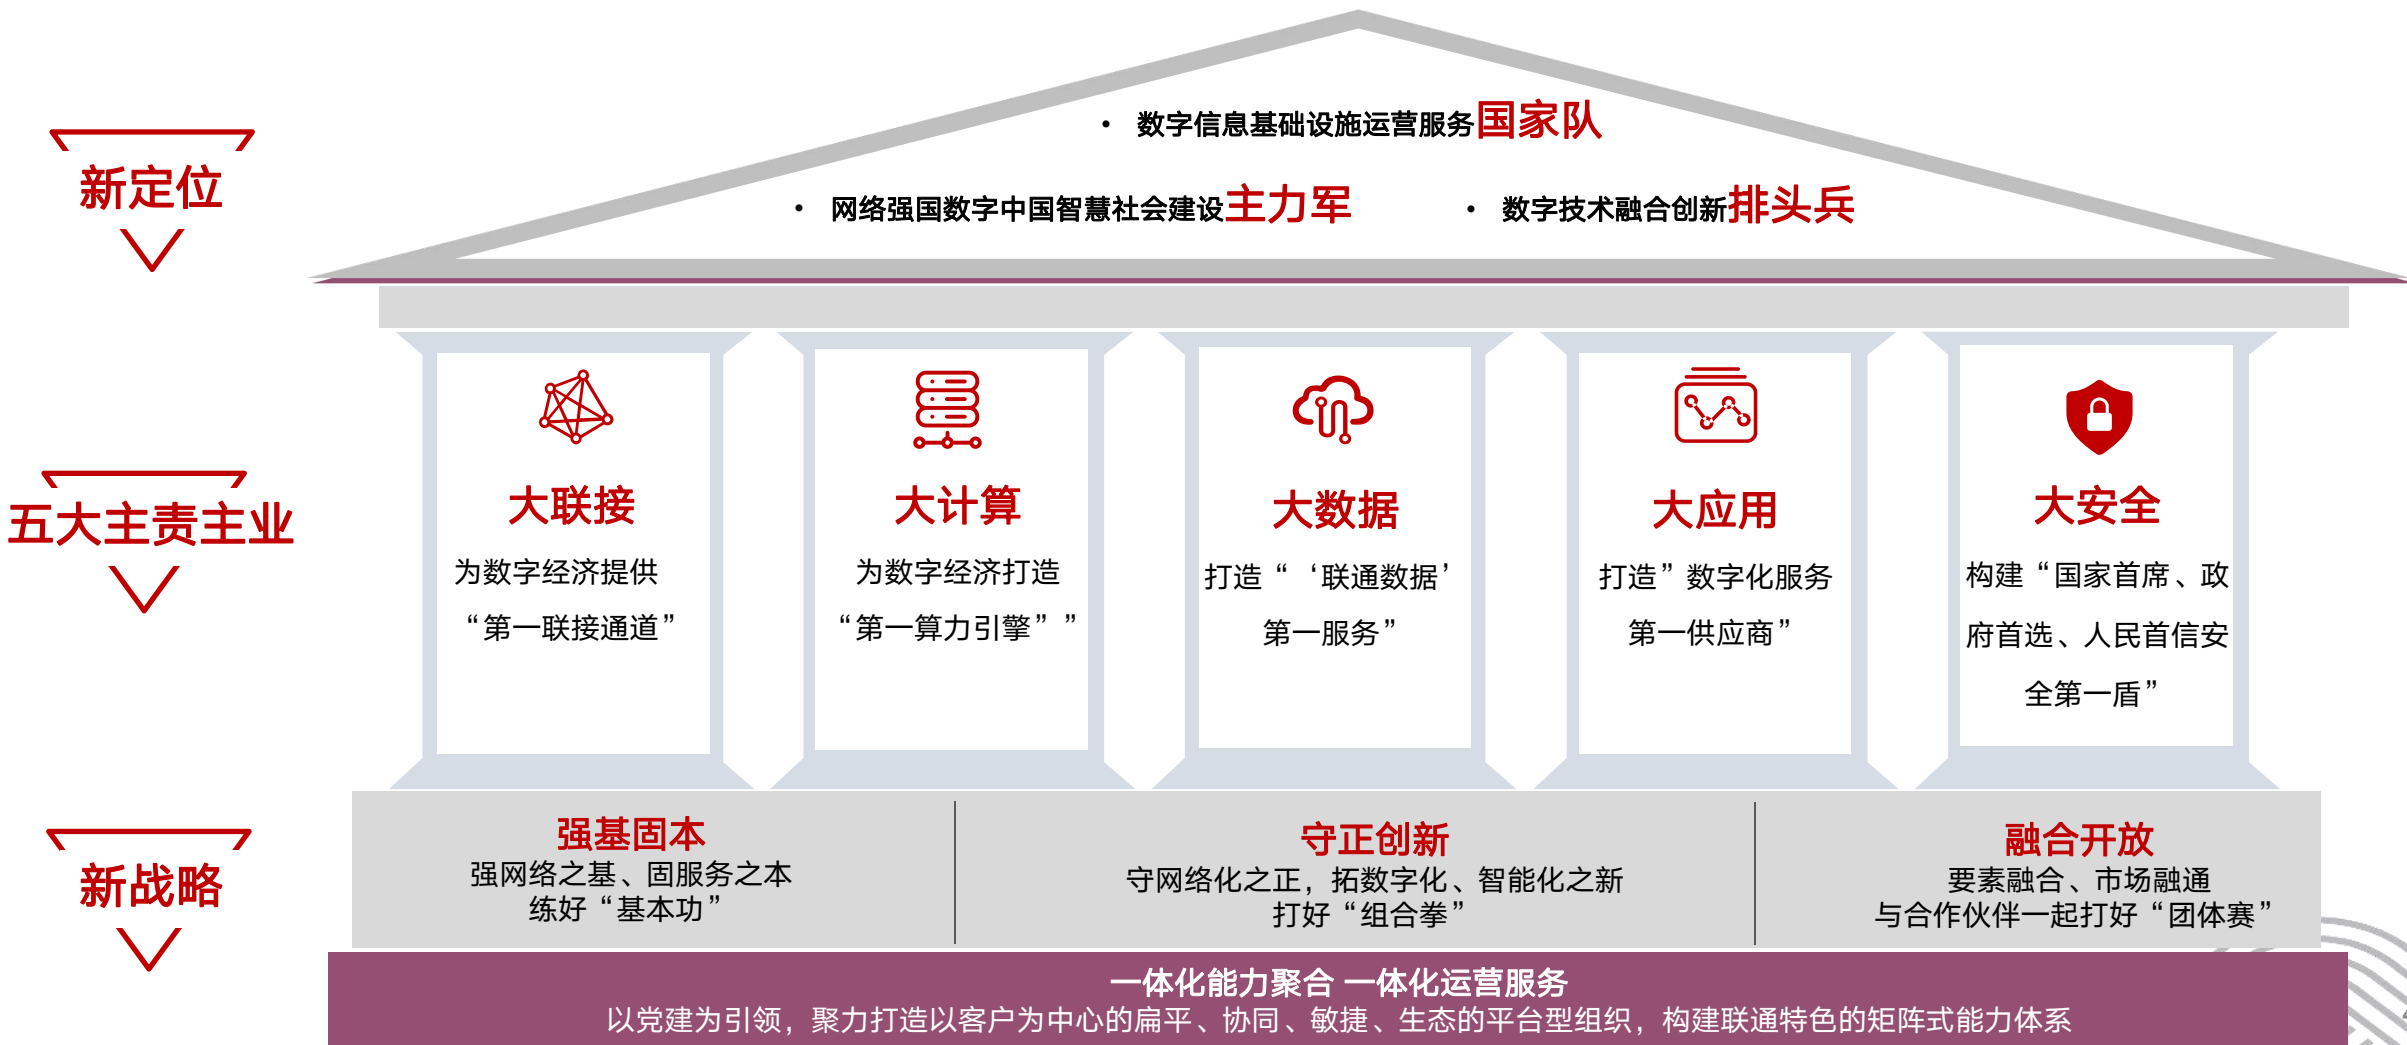 新定位
• 数字信息基础设施运营服务国家队
• 网络强国数字中国智慧社会建设主力军
• 数字技术融合创新排头兵
五大主责主业
大联接
为数字经济提供
“第一联接通道”
大计算
为数字经济打造
“第一算力引擎””
大数据
打造“‘联通数据’
第一服务”
大应用
打造”数字化服务
第一供应商”
大安全
构建“国家首席、政
府首选、人民首信安
全第一盾”
新战略
强基固本
强网络之基、固服务之本
练好“基本功”
守正创新
守网络化之正，拓数字化、智能化之新
打好“组合拳”
融合开放
要素融合、市场融通
与合作伙伴一起打好“团体赛”
一体化能力聚合 一体化运营服务
以党建为引领，聚力打造以客户为中心的扁平、协同、敏捷、生态的平台型组织，构建联通特色的矩阵式能力体系